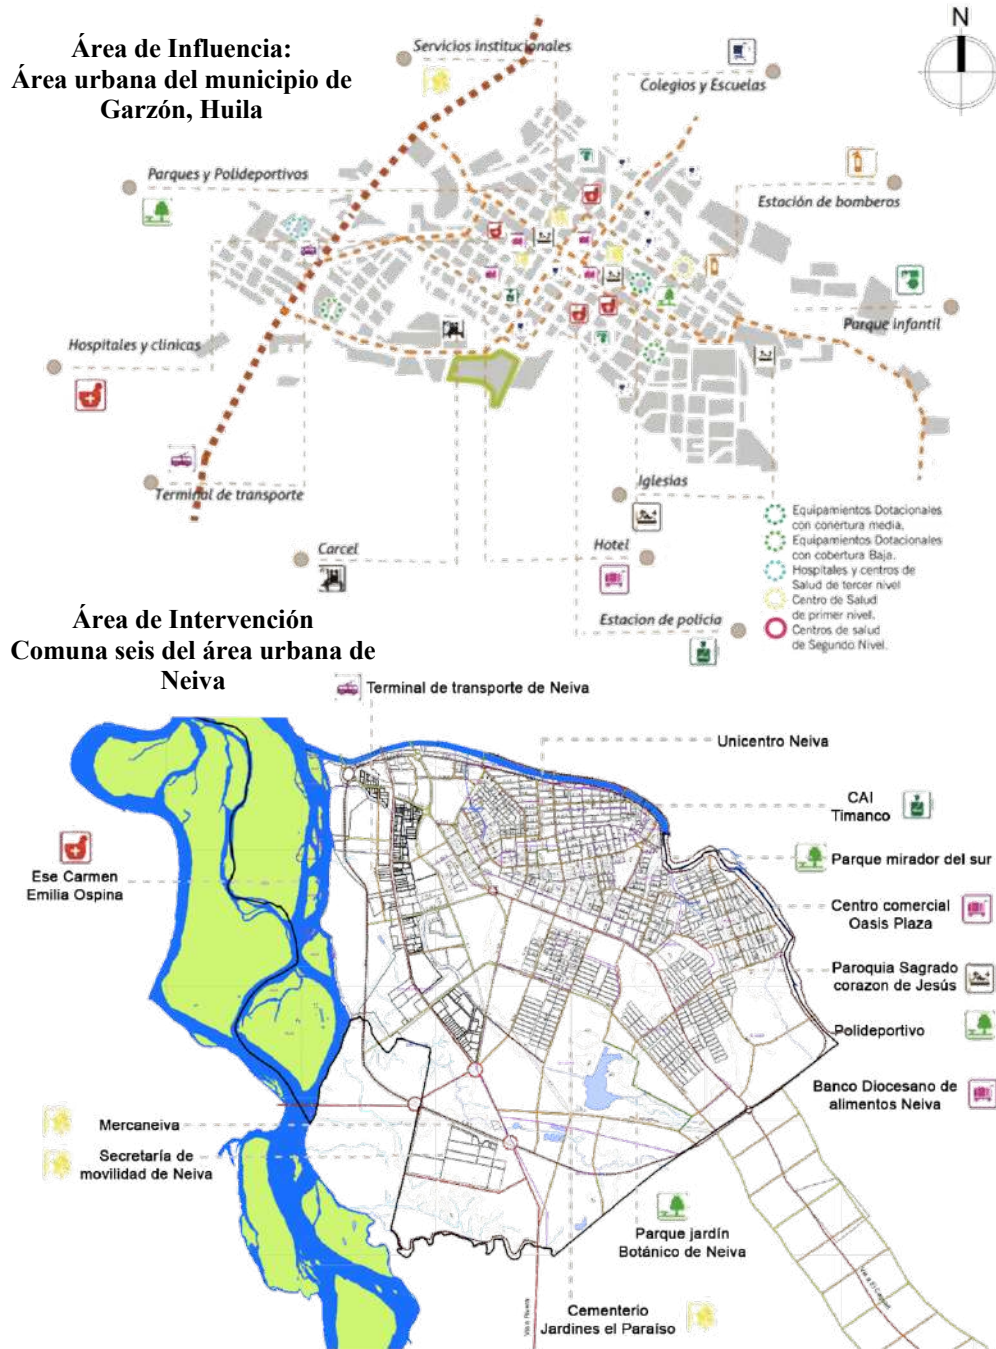 Área de Influencia:
Área urbana del municipio de
Garzón, Huila
N
Servicios institucionales
Colegios y Escuelas
Parques y Polideportivos
Estación de bomberos
Parque infantil
Hospitales y clinicas
Terminal de transporte
Iglesias
Carcel
Hotel
Estacion de policia
Equipamientos Dotacionales
con conertura media.
Equipamientos Dotacionales
con cobertura Baja.
Hospitales y centros de
Salud de tercer nivel
Centro de Salud
de primer nivel.
Centros de salud
de Segundo Nivel.
Área de Intervención
Comuna seis del área urbana de
Neiva
Terminal de transporte de Neiva
Unicentro Neiva
CAI
Timanco
Parque mirador del sur
Ese Carmen
Emilia Ospina
Centro comercial
Oasis Plaza
Paroquia Sagrado
corazon de Jesús
Polideportivo
Banco Diocesano de
alimentos Neiva
Mercaneiva
Secretaría de
movilidad de Neiva
Parque jardín
Botánico de Neiva
Cementerio
Jardines el Paraíso